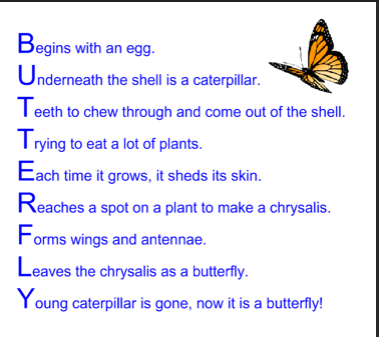 Begins with an egg.
Underneath the shell is a caterpillar.
Teeth to chew through and come out of the shell.
Trying to eat a lot of plants.
Each time it grows, it sheds its skin.
Reaches a spot on a plant to make a chrysalis.
Forms wings and antennae.
Leaves the chrysalis as a butterfly.
Young caterpillar is gone, now it is a butterfly!